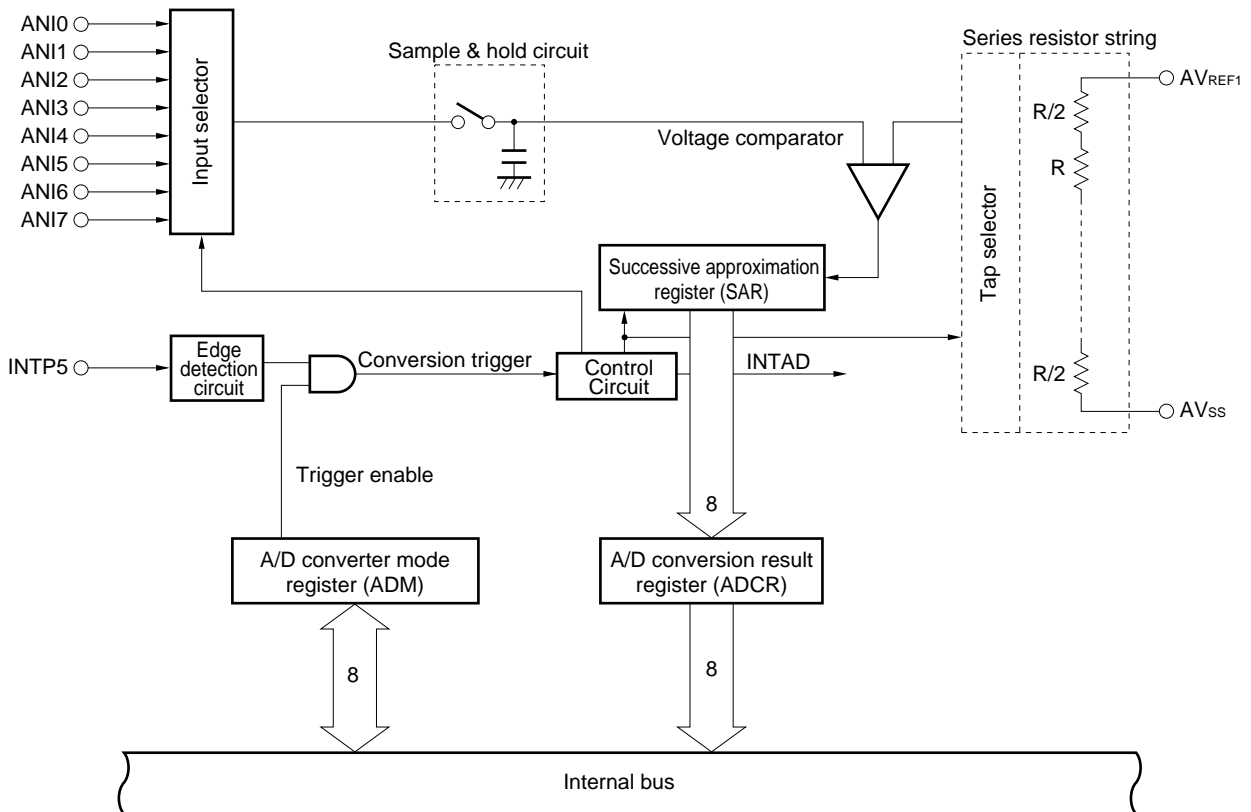 ANI0
ANI1
ANI2
ANI3
ANI4
ANI5
ANI6
ANI7
Input selector
Sample & hold circuit
Voltage comparator
Series resistor string
Tap selector
R/2
R
R/2
AVREF1
AVSS
Successive approximation
register (SAR)
INTP5
Edge
detection
circuit
Conversion trigger
Control
Circuit
INTAD
Trigger enable
8
A/D converter mode
register (ADM)
A/D conversion result
register (ADCR)
8
8
Internal bus